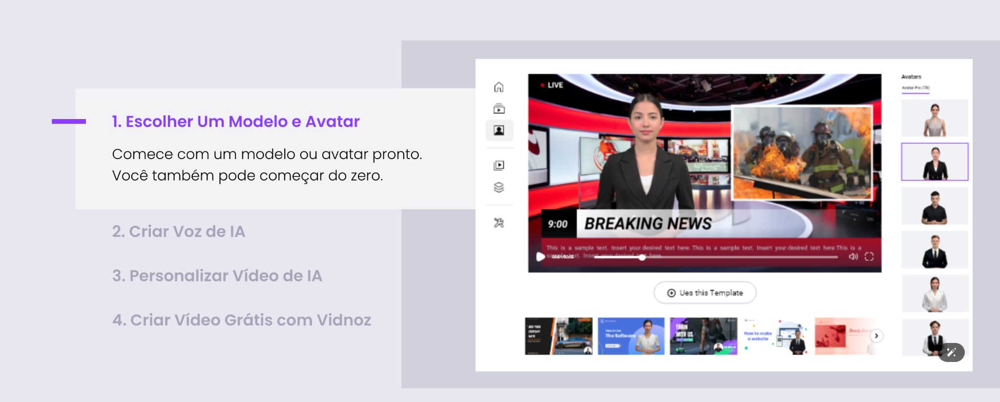 1. Escolher Um Modelo e Avatar
Comece com um modelo ou avatar pronto.
Você também pode começar do zero.
2. Criar Voz de IA
3. Personalizar Vídeo de IA
4. Criar Vídeo Grátis com Vidnoz
LIVE
9:00
BREAKING NEWS
This is a sample text. Insert your desired text here. This is a sample text. Insert your desired text here.This is a
text. Insert your desired text here.
Ues this Template
Avatars
Avatar Pro (78)
How to Use
The Software
TRAIN
WITH US
How to make
a website